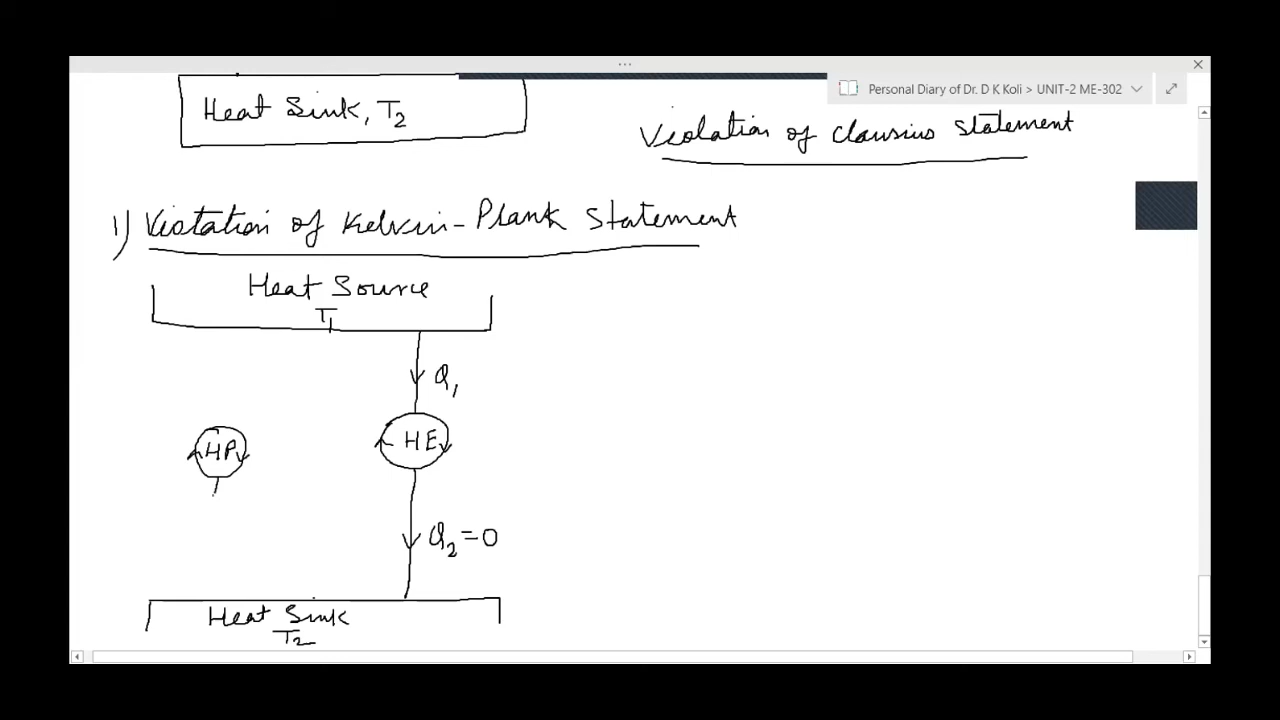 ...
Personal Diary of Dr. D K Koli > UNIT-2 ME-302
Heat Sink, T2
Violation of Clausius Statement
1) Viotation of Kelvin-Plank Statement
Heat Source
T1
Q1
HP
HE
Q2=0
Heat Sink
T2